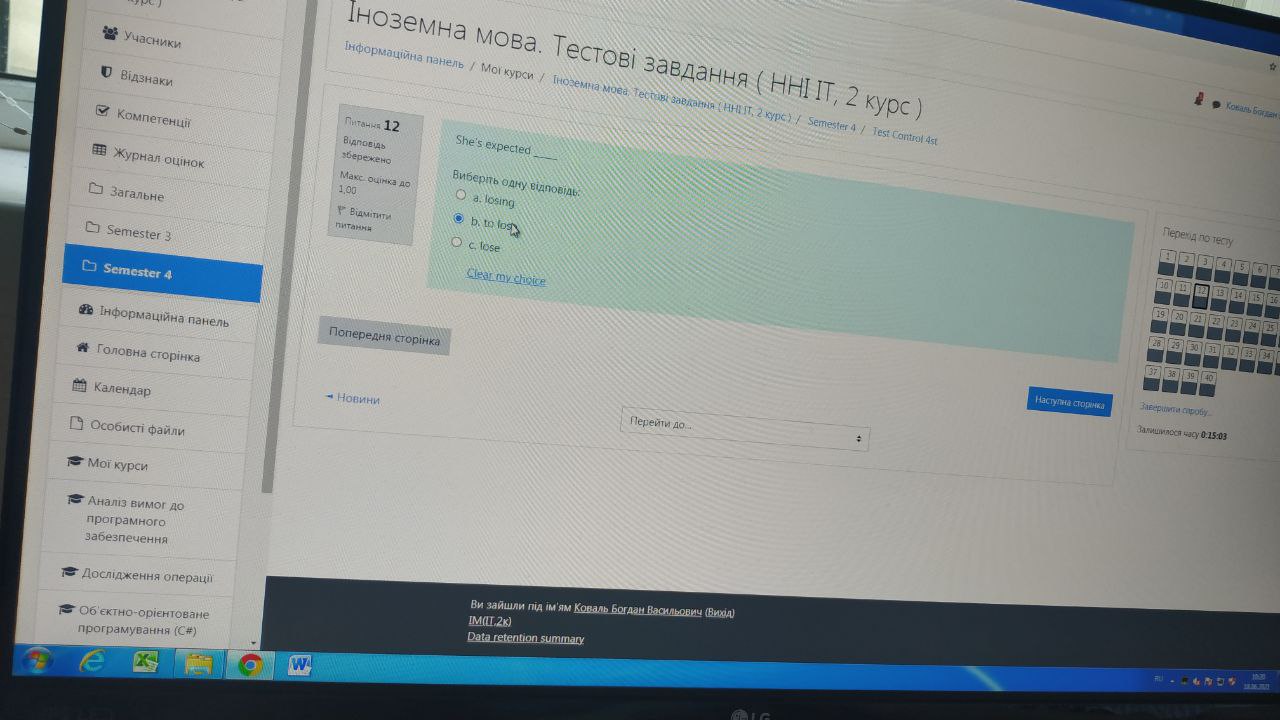 курс )
Учасники
Відзнаки
Компетенції
Журнал оцінок
Загальне
Semester 3
Semester 4
Інформаційна панель
Головна сторінка
Календар
Особисті файли
Мої курси
Аналіз вимог до
програмного
забезпечення
Дослідження операції
Об'єктно-орієнтоване
програмування (C#)
Іноземна мова. Тестові завдання ( ННІ ІТ, 2 курс )
Інформаційна панель / Мої курси / Іноземна мова. Тестові завдання ( ННІ ІТ, 2 курс ) / Semester 4 / Test Control 4st
Коваль Богдан
Питання 12
Відповідь
збережено
Макс. оцінка до
1,00
Відмітити
питання
She's expected ____
Виберіть одну відповідь:
a. losing
b. to lose
c. lose
Clear my choice
Попередня сторінка
Наступна сторінка
◄ Новини
Перейти до...
Перехід по тесту
1 2 3 4 5 6
10 11 12 13 14 15 16
19 20 21 22 23 24 25
28 29 30 31 32 33 34
37 38 39 40
Завершити спробу...
Залишилося часу 0:15:03
Ви зайшли під ім'ям Коваль Богдан Васильович (Вихід)
ІМ(ІТ,2к)
Data retention summary
RU
10:20
18.06.2021
LG